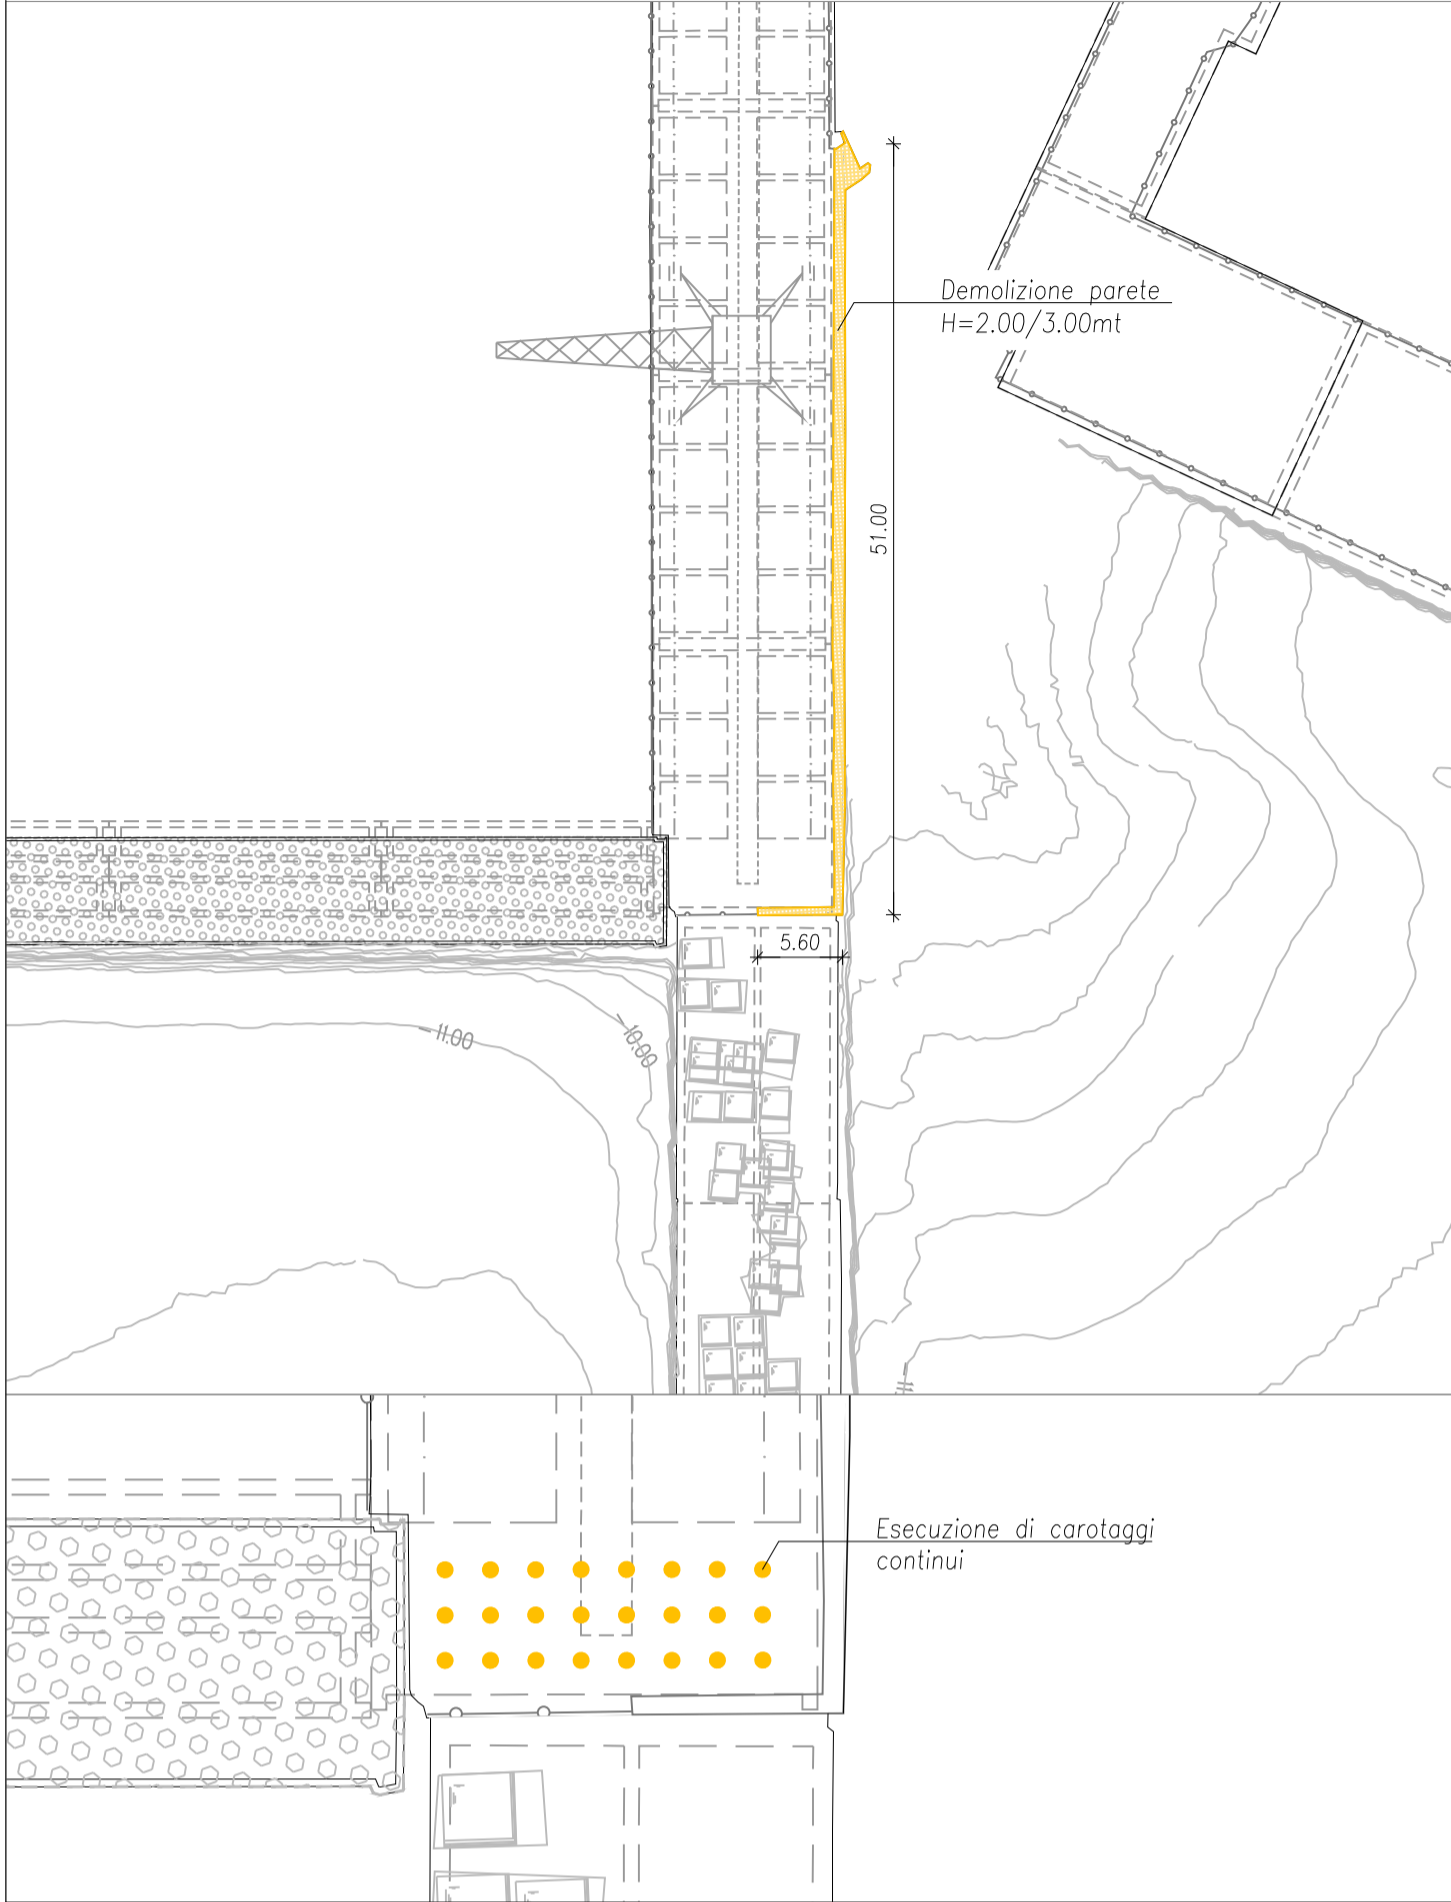 Demolizione parete
H=2.00/3.00mt
51.00
5.60
-11.00
-10.00
Esecuzione di carotaggi
continui